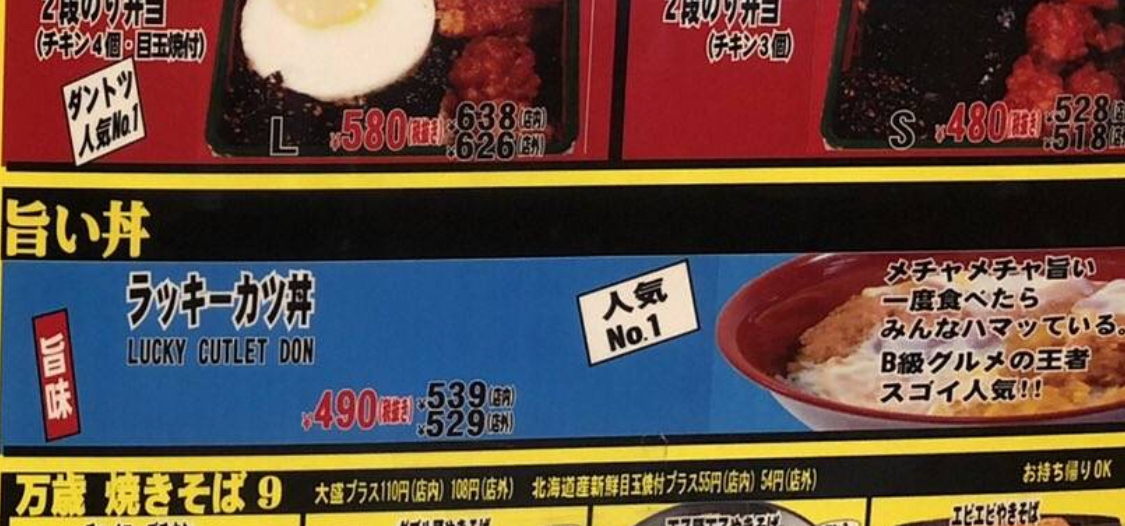 2段のり弁当
(チキン4個・目玉焼付)
ダントツ
人気No.1
L
¥580(税抜き)
¥638(店内)
¥626(店外)
2段のり弁当
(チキン3個)
S
¥480(税抜き)
¥528(店
¥518(店
旨い丼
旨味
ラッキーカツ丼
LUCKY CUTLET DON
¥490(税抜き)
¥539(店内)
¥529(店外)
人気
No.1
メチャメチャ旨い
一度食べたら
みんなハマッている。
B級グルメの王者
スゴイ人気!!
万歳 焼きそば9
大盛プラス110円(店内) 108円(店外) 北海道産新鮮目玉焼付プラス55円(店内) 54円(店外)
お持ち帰りOK
エビエビやきそば